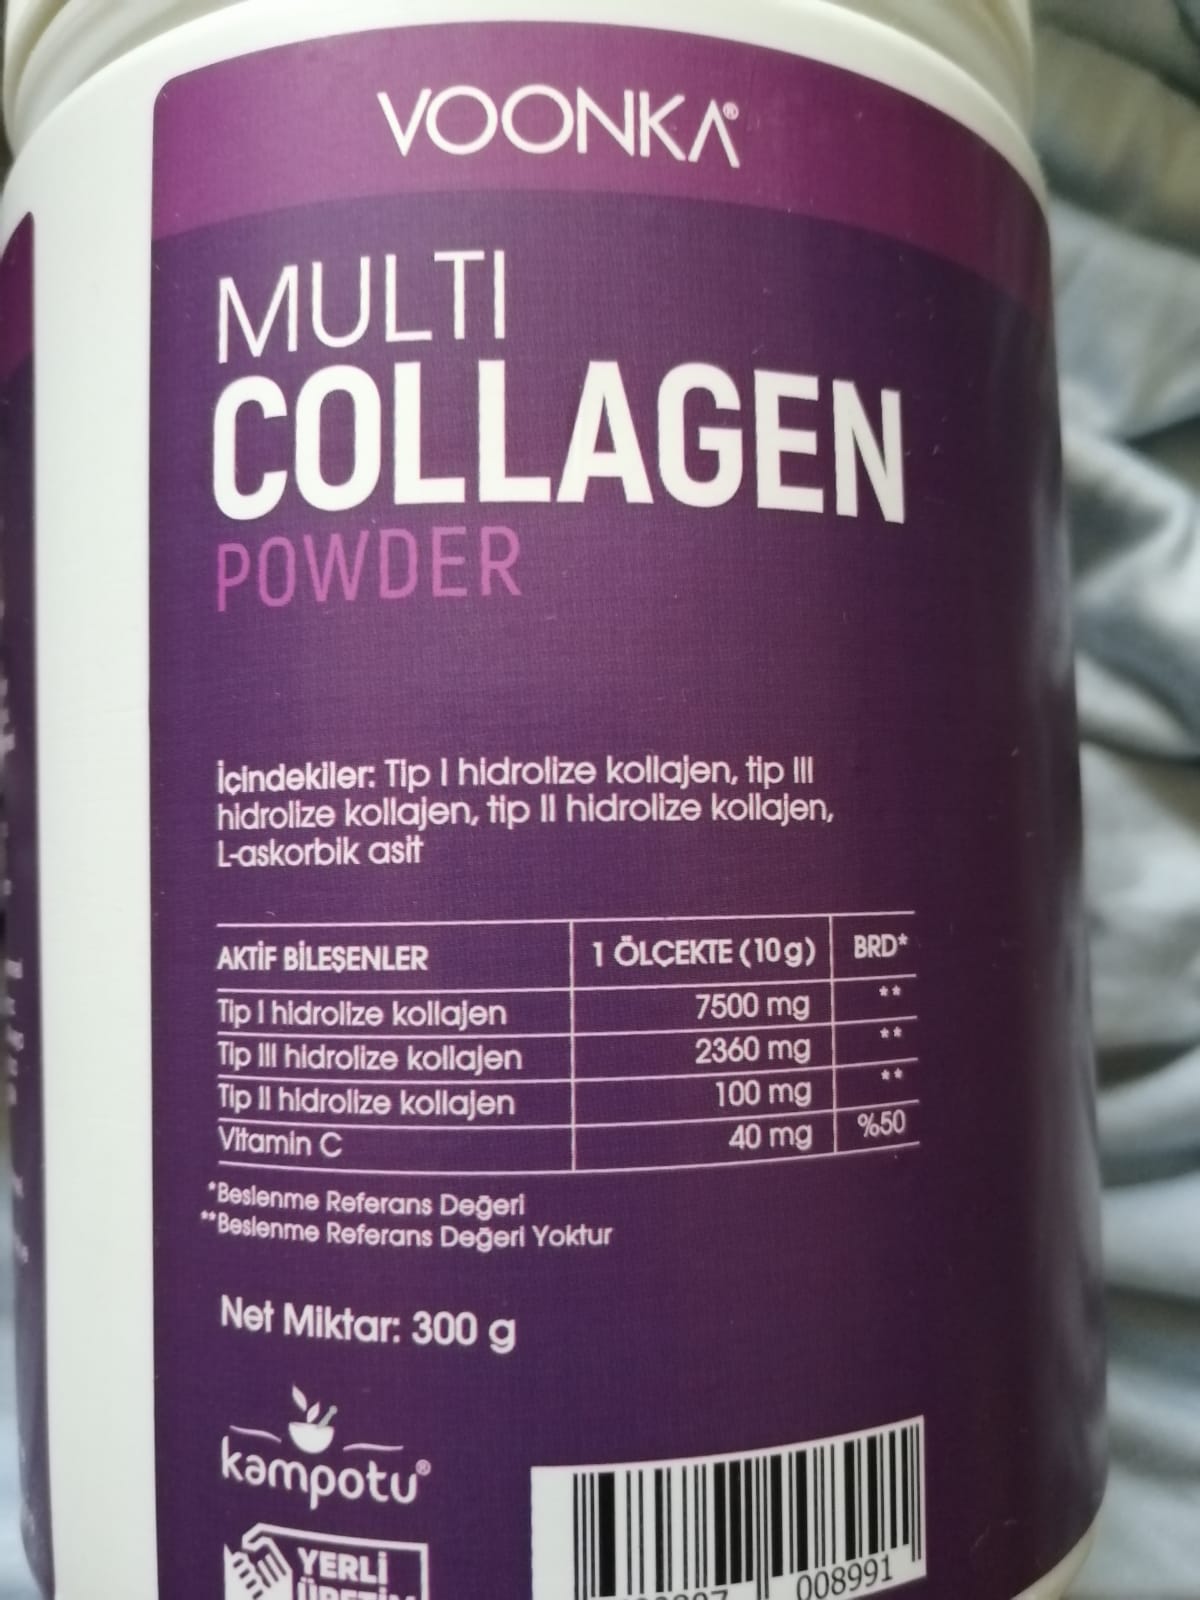 VOONKA®
MULTI
COLLAGEN
POWDER
İçindekiler: Tip I hidrolize kollajen, tip III
hidrolize kollajen, tip II hidrolize kollajen,
L-askorbik asit
AKTİF BİLEŞENLER 1 ÖLÇEKTE (10 g) BRD*
Tip I hidrolize kollajen 7500 mg **
Tip III hidrolize kollajen 2360 mg **
Tip II hidrolize kollajen 100 mg **
Vitamin C 40 mg %50
*Beslenme Referans Değeri
**Beslenme Referans Değeri Yoktur
Net Miktar: 300 g
kampotu®
YERLİ
ÜRETİM
008991